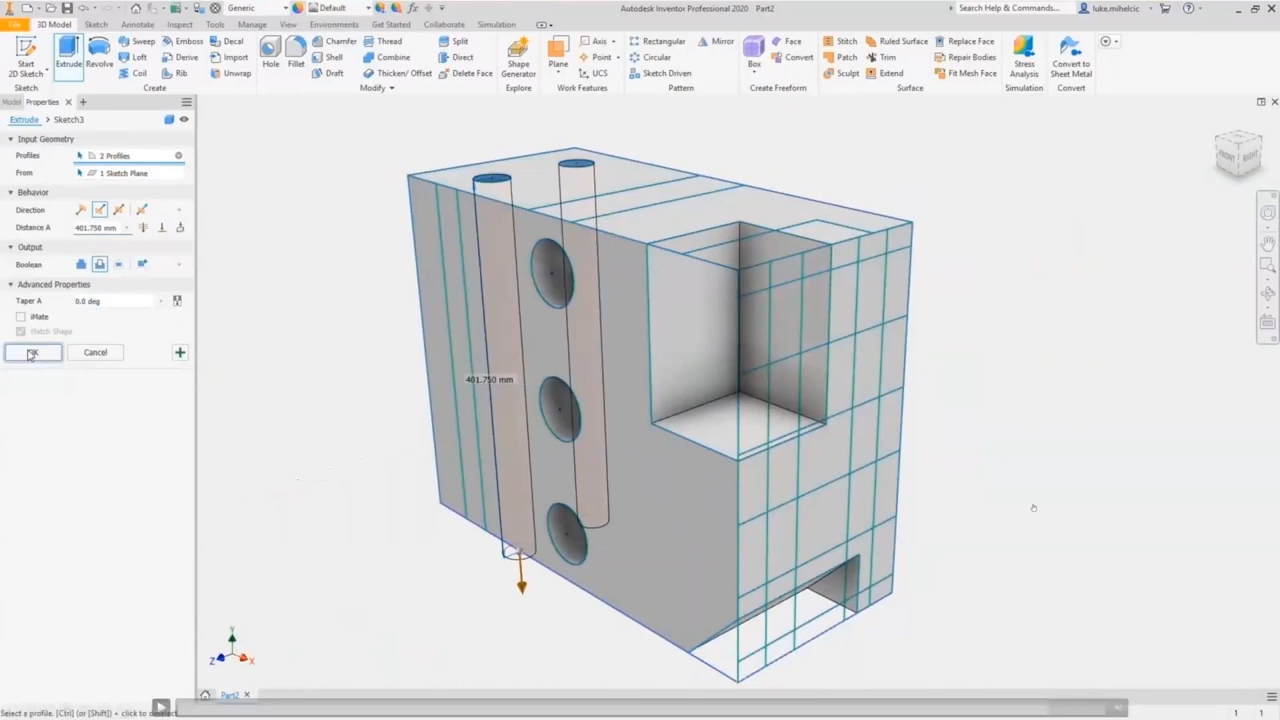 Generic
Default
Autodesk Inventor Professional 2020 Part2
Search Help & Commands...
luke.mihelcic
File
3D Model
Sketch
Annotate
Inspect
Tools
Manage
View
Environments
Get Started
Collaborate
Simulation
Start
2D Sketch
Sketch
Extrude
Revolve
Sweep
Loft
Coil
Emboss
Derive
Rib
Decal
Import
Unwrap
Create
Hole
Fillet
Chamfer
Shell
Draft
Thread
Combine
Thicken/ Offset
Split
Direct
Delete Face
Modify
Shape
Generator
Explore
Plane
Axis
Point
UCS
Work Features
Rectangular
Circular
Sketch Driven
Mirror
Pattern
Box
Face
Convert
Create Freeform
Stitch
Patch
Sculpt
Ruled Surface
Trim
Extend
Replace Face
Repair Bodies
Fit Mesh Face
Surface
Stress
Analysis
Simulation
Convert to
Sheet Metal
Convert
Model
Properties
Extrude > Sketch3
Input Geometry
Profiles 2 Profiles
From 1 Sketch Plane
Behavior
Direction
Distance A 401.750 mm
Output
Boolean
Advanced Properties
Taper A 0.0 deg
iMate
Match Shape
Cancel
401.750 mm
FRONT
RIGHT
Y
Z
X
Part2
Select a profile. [Ctrl] (or [Shift]) + click to deselect
1 1